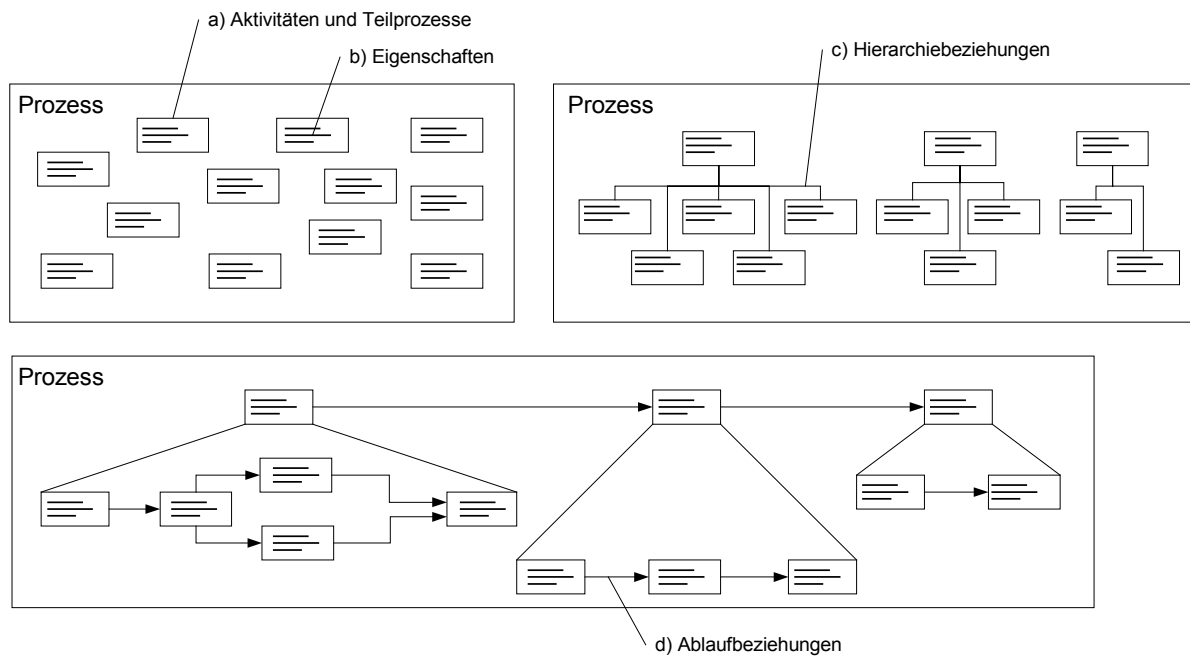 a) Aktivitäten und Teilprozesse
b) Eigenschaften
c) Hierarchiebeziehungen
Prozess
Prozess
Prozess
d) Ablaufbeziehungen